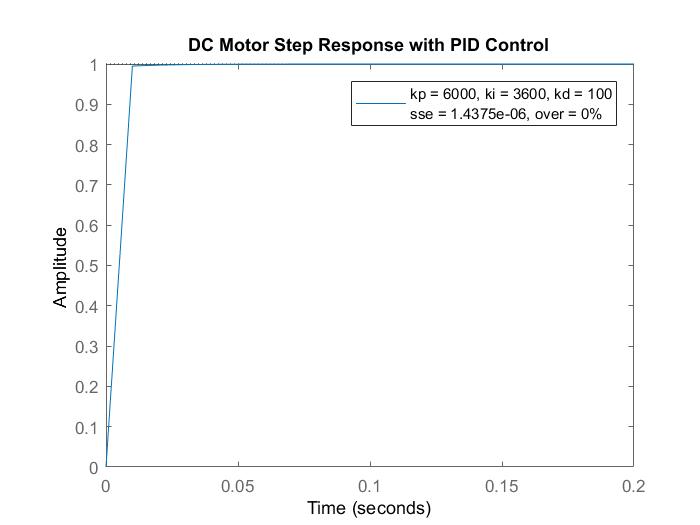 DC Motor Step Response with PID Control
1
0.9
0.8
0.7
0.6
0.5
0.4
0.3
0.2
0.1
0
Amplitude
kp = 6000, ki = 3600, kd = 100
sse = 1.4375e-06, over = 0%
0 0.05 0.1 0.15 0.2
Time (seconds)